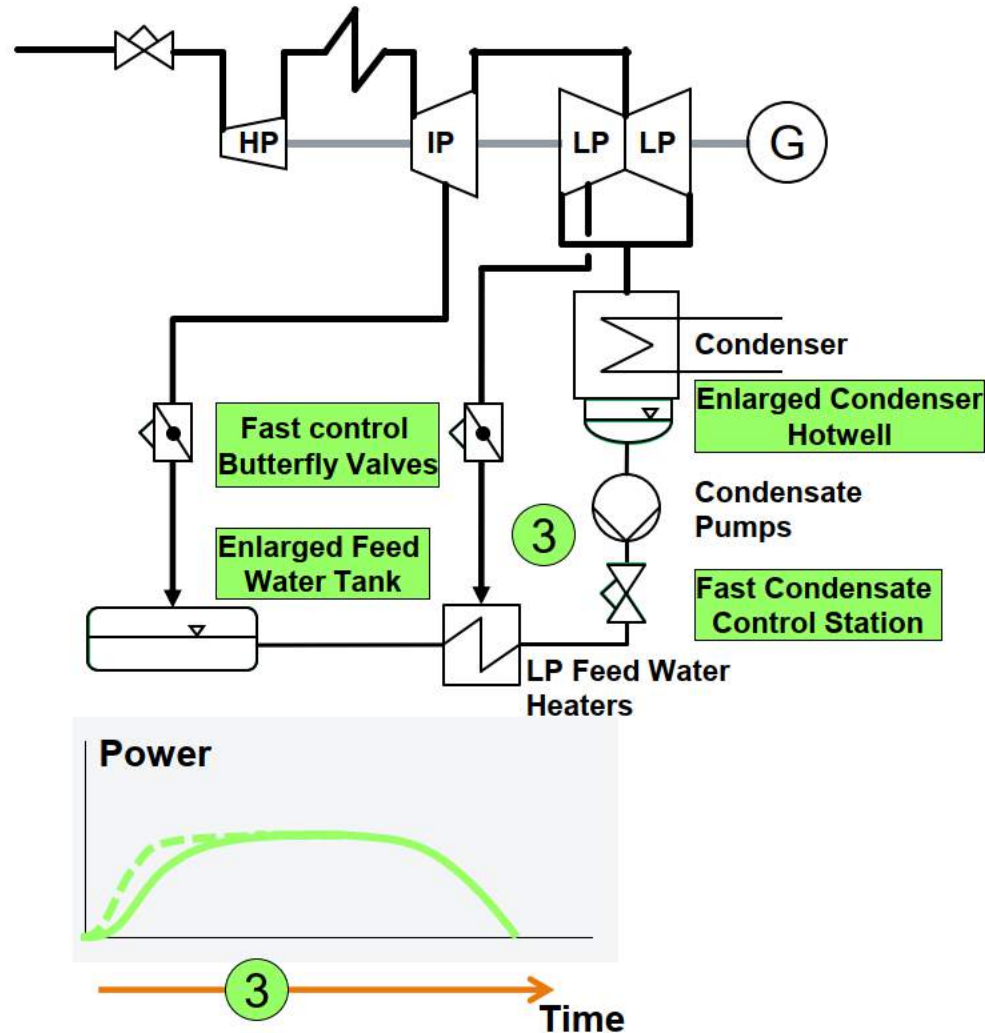 HP
IP
LP
LP
G
Condenser
Enlarged Condenser
Hotwell
Fast control
Butterfly Valves
Condensate
Pumps
3
Enlarged Feed
Water Tank
Fast Condensate
Control Station
LP Feed Water
Heaters
Power
3
Time